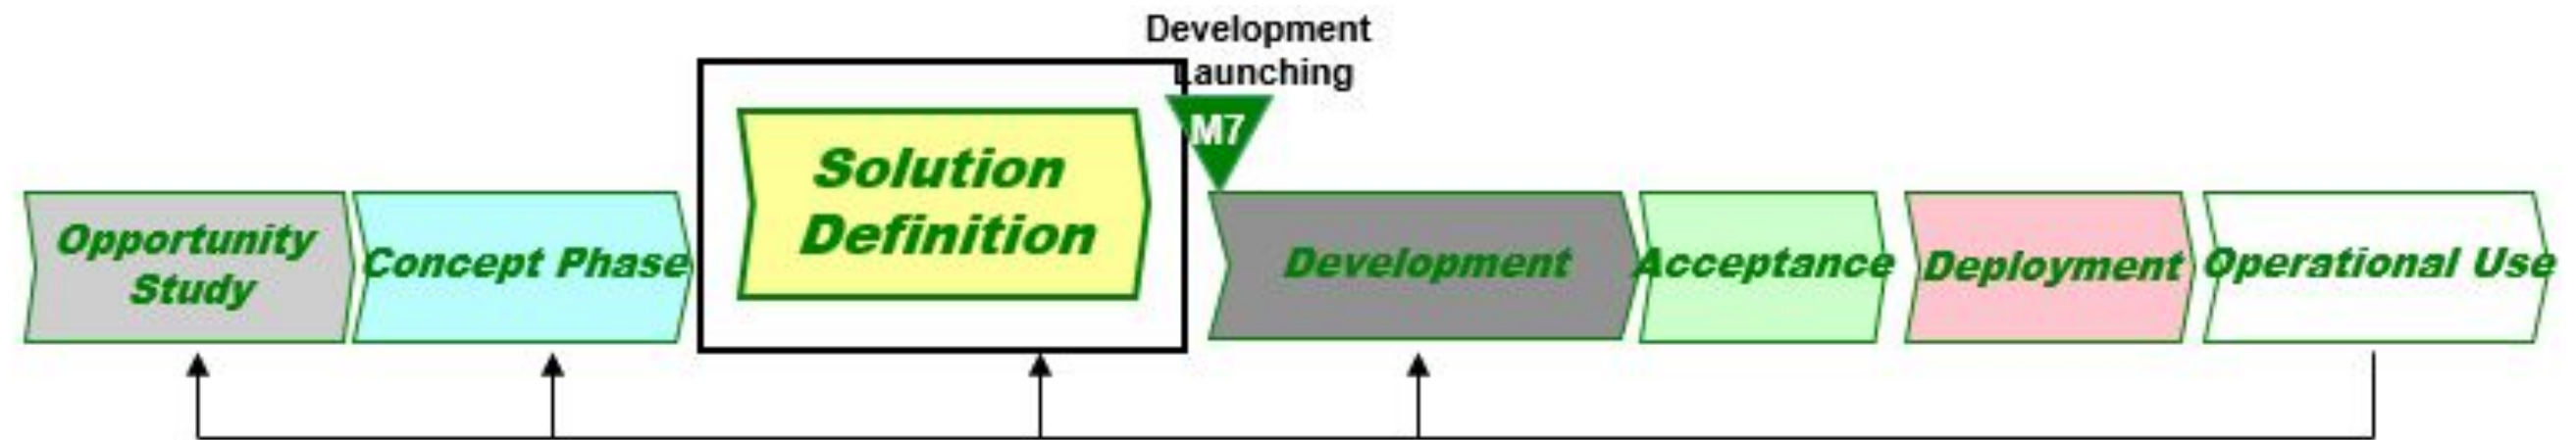 Development
Launching
M7
Solution
Definition
Opportunity
Study
Concept Phase
Development
Acceptance
Deployment
Operational Use